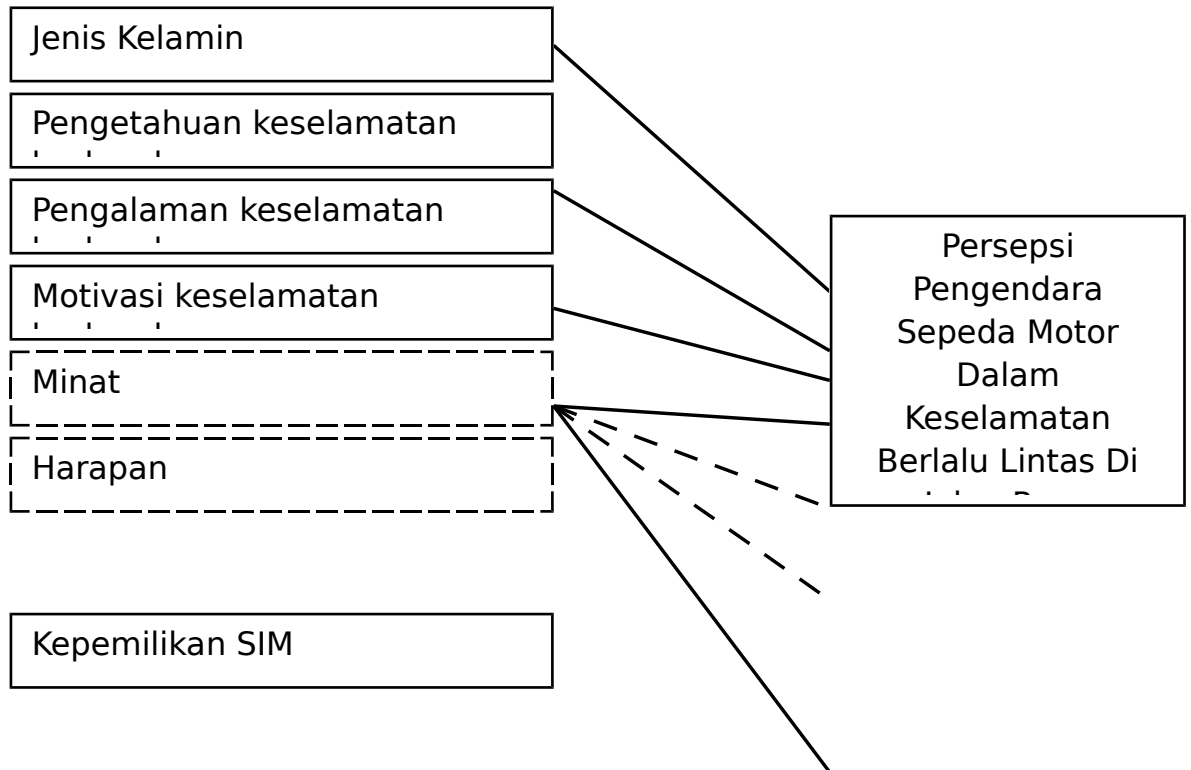 Jenis Kelamin
Pengetahuan keselamatan
Pengalaman keselamatan
Motivasi keselamatan
Minat
Harapan
Kepemilikan SIM
Persepsi
Pengendara
Sepeda Motor
Dalam
Keselamatan
Berlalu Lintas Di